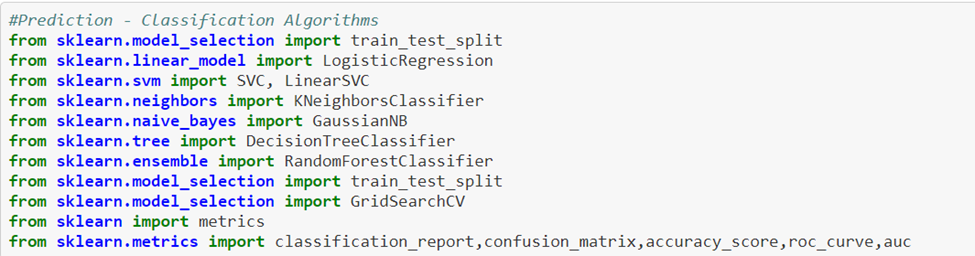 #Prediction - Classification Algorithms
from sklearn.model_selection import train_test_split
from sklearn.linear_model import LogisticRegression
from sklearn.svm import SVC, LinearSVC
from sklearn.neighbors import KNeighborsClassifier
from sklearn.naive_bayes import GaussianNB
from sklearn.tree import DecisionTreeClassifier
from sklearn.ensemble import RandomForestClassifier
from sklearn.model_selection import train_test_split
from sklearn.model_selection import GridSearchCV
from sklearn import metrics
from sklearn.metrics import classification_report,confusion_matrix,accuracy_score,roc_curve,auc